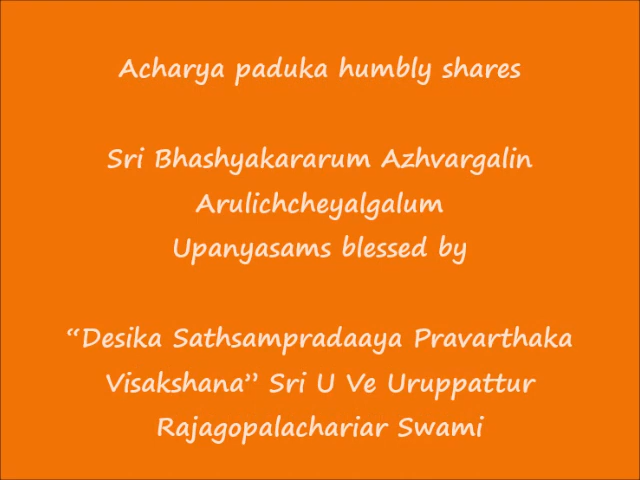 Acharya paduka humbly shares
Sri Bhashyakararum Azhvargalin
Arulichcheyalgalum
Upanyasams blessed by
“Desika Sathsampradaaya Pravarthaka
Visakshana” Sri U Ve Uruppattur
Rajagopalachariar Swami